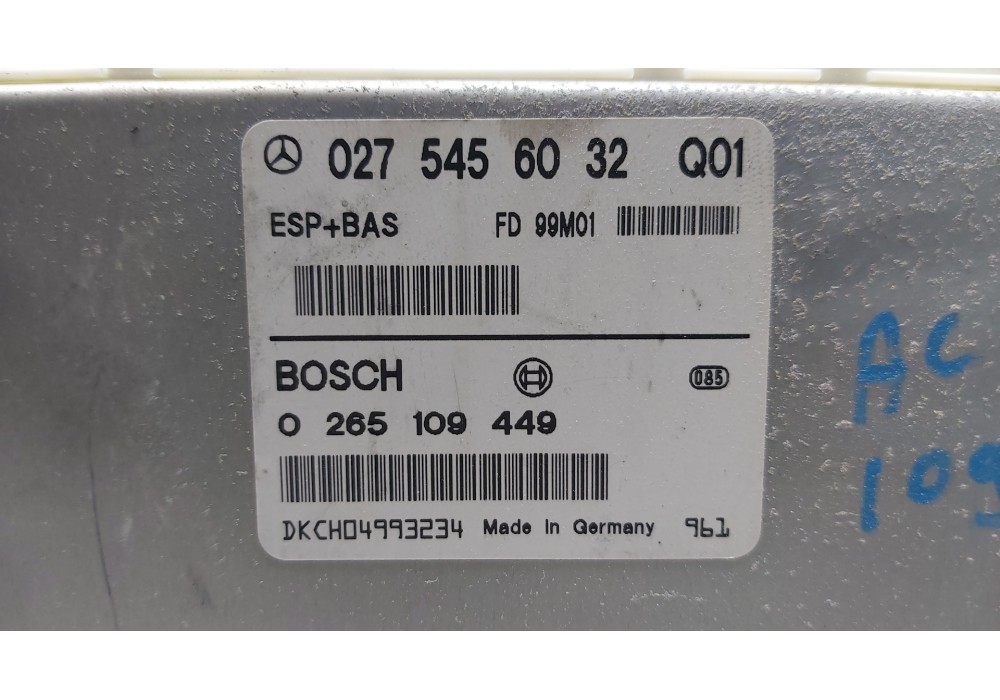 027 545 60 32 Q01
ESP+BAS FD 99M01
BOSCH 085
0 265 109 449
DKCH04993234 Made In Germany 961
AC
109